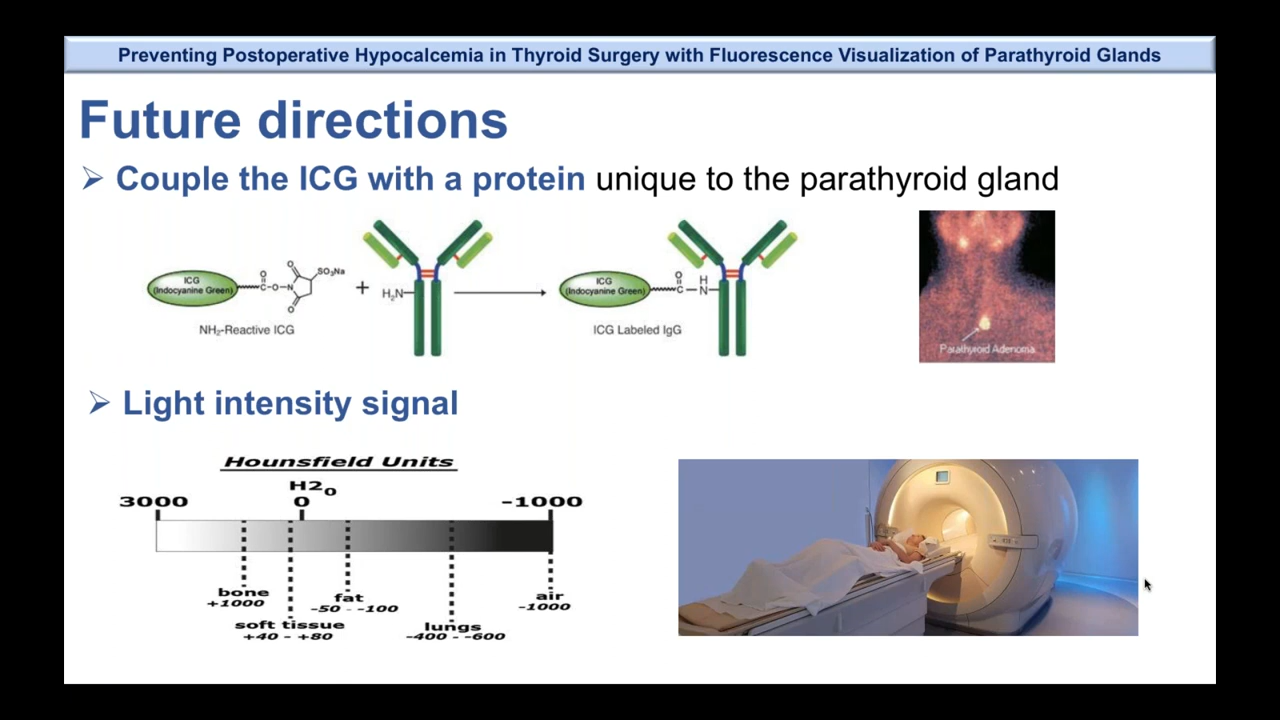 Preventing Postoperative Hypocalcemia in Thyroid Surgery with Fluorescence Visualization of Parathyroid Glands
Future directions
➢ Couple the ICG with a protein unique to the parathyroid gland
ICG
(Indocyanine Green)
O
C
O
N
O
O
SO₃Na
NH₂-Reactive ICG
+
H₂N
ICG
(Indocyanine Green)
O
C
H
N
ICG Labeled IgG
Parathyroid Adenoma
➢ Light intensity signal
Hounsfield Units
H2o
3000 0 -1000
bone
+1000
soft tissue
+40 - +80
fat
-50 - -100
lungs
-400 - -600
air
-1000